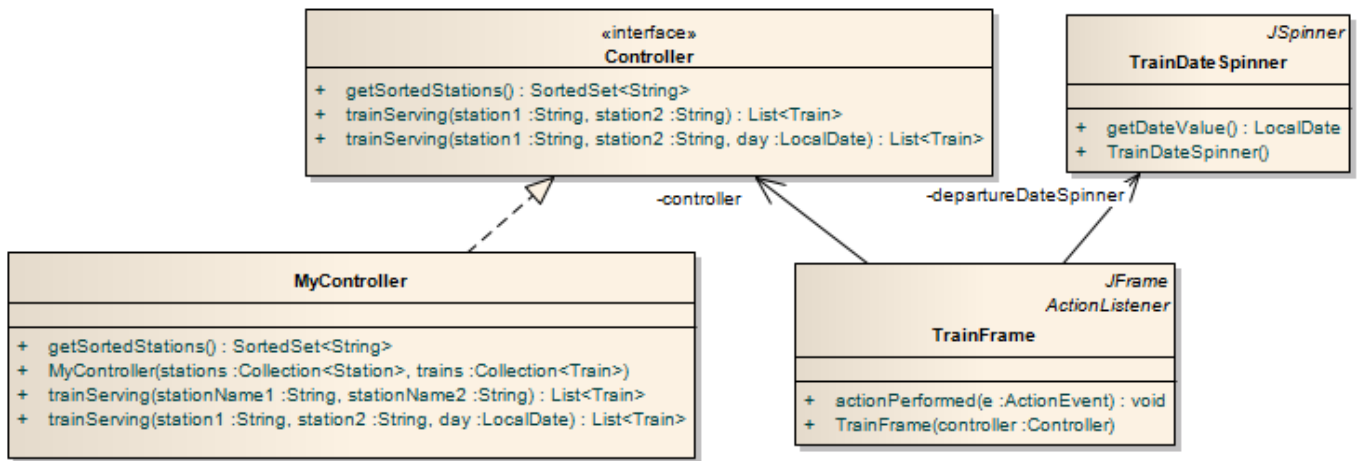 «interface»
Controller
+ getSortedStations() : SortedSet<String>
+ trainServing(station1 :String, station2 :String) : List<Train>
+ trainServing(station1 :String, station2 :String, day :LocalDate) : List<Train>
JSpinner
TrainDateSpinner
+ getDateValue() : LocalDate
+ TrainDateSpinner()
-controller
-departureDateSpinner
MyController
+ getSortedStations() : SortedSet<String>
+ MyController(stations :Collection<Station>, trains :Collection<Train>)
+ trainServing(stationName1 :String, stationName2 :String) : List<Train>
+ trainServing(station1 :String, station2 :String, day :LocalDate) : List<Train>
JFrame
ActionListener
TrainFrame
+ actionPerformed(e :ActionEvent) : void
+ TrainFrame(controller :Controller)